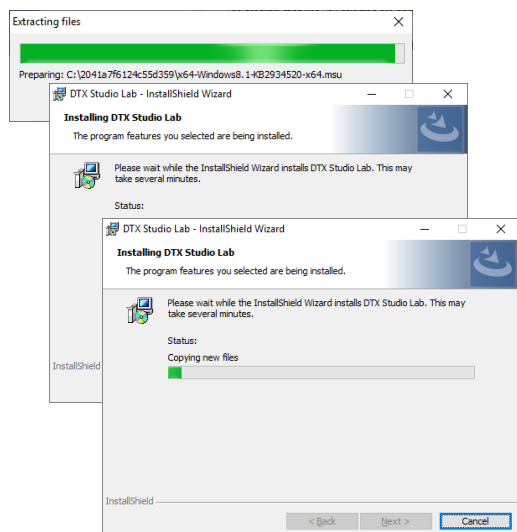 Extracting files
Preparing: C:\2041a7f6124c55d359\x64-Windows8.1-KB2934520-x64.msu
DTX Studio Lab - InstallShield Wizard
Installing DTX Studio Lab
The program features you selected are being installed.
Please wait while the InstallShield Wizard installs DTX Studio Lab. This may
take several minutes.
Status:
InstallShield
DTX Studio Lab - InstallShield Wizard
Installing DTX Studio Lab
The program features you selected are being installed.
Please wait while the InstallShield Wizard installs DTX Studio Lab. This may
take several minutes.
Status:
Copying new files
InstallShield
< Back Next > Cancel